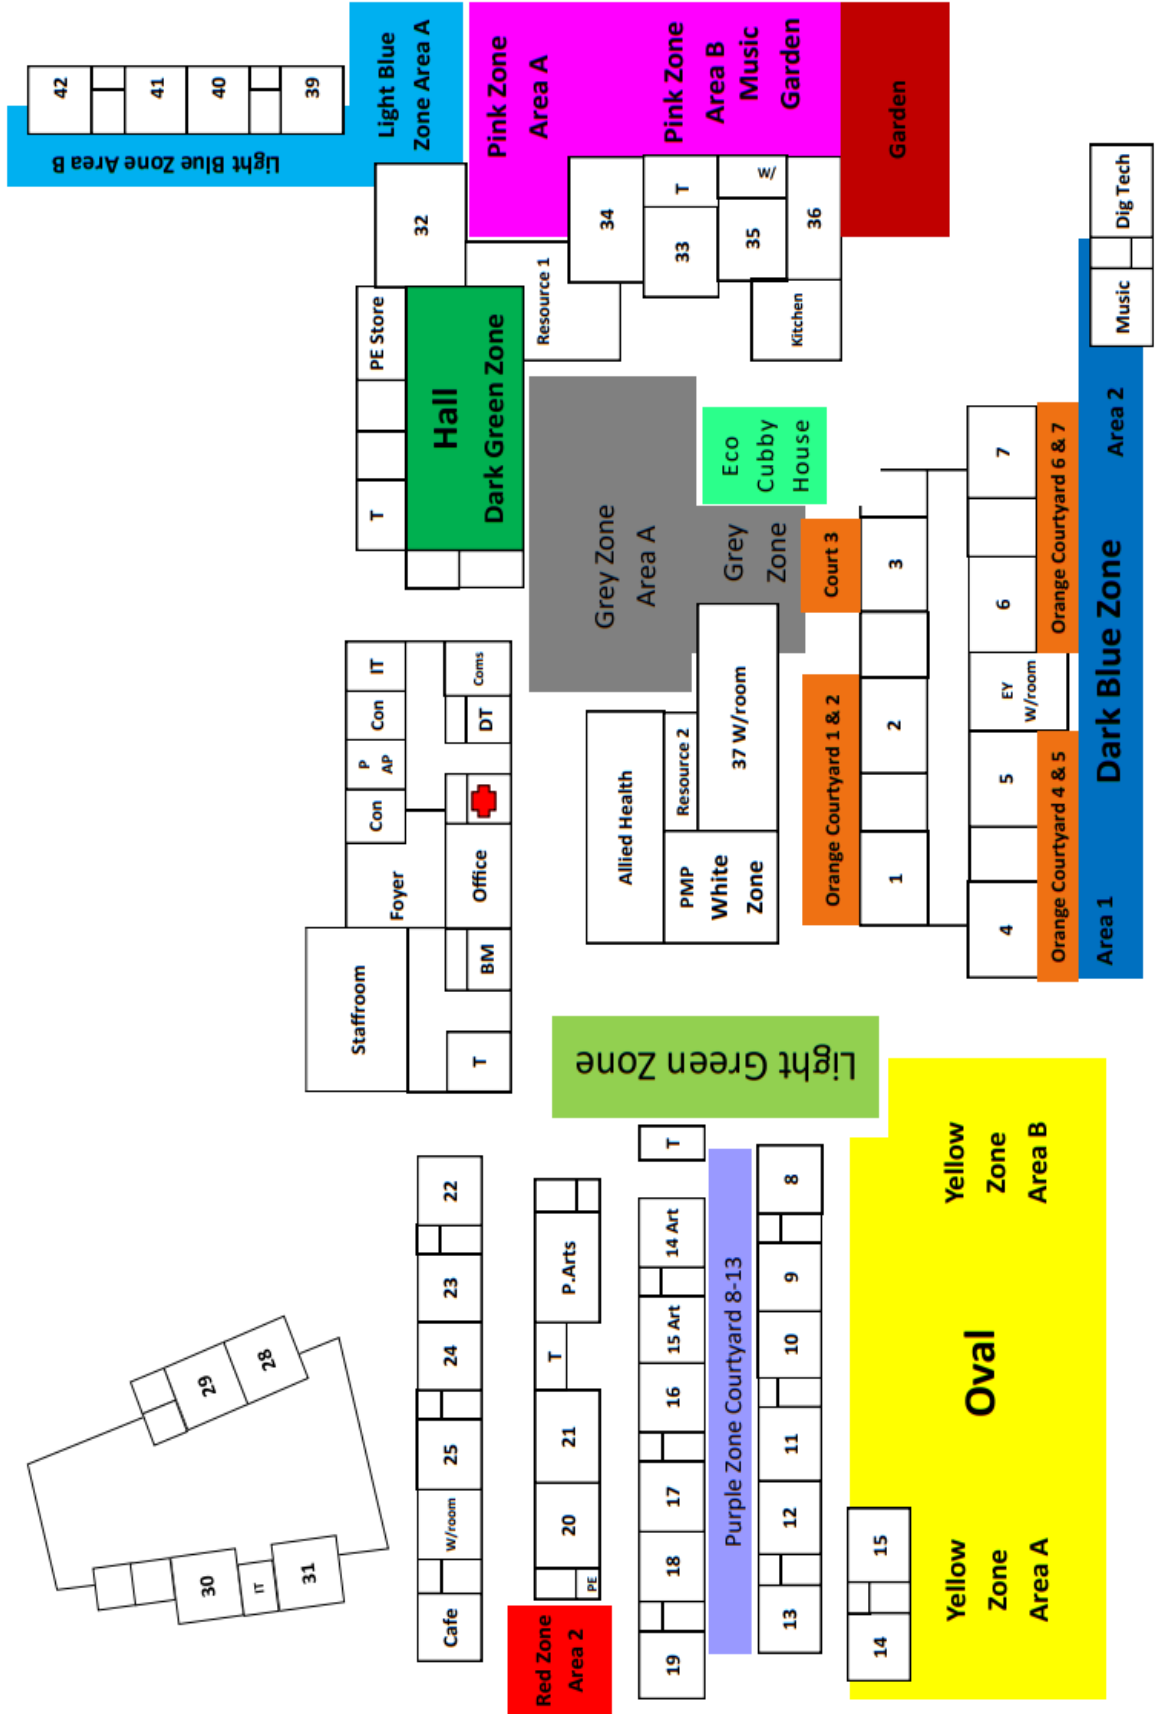 30
IT
31
29
28
Light Blue Zone Area B
39
40
41
42
Staffroom
Foyer
Con
P
AP
Con
IT
T
BM
Office
DT
Coms
T
PE Store
Hall
Dark Green Zone
32
Light Blue
Zone Area A
Cafe
W/room
25
24
23
22
Red Zone
Area 2
PE
20
21
T
P.Arts
Light Green Zone
Resource 1
Pink Zone
Area A
Grey Zone
Area A
Allied Health
Resource 2
PMP
White
Zone
37 W/room
Grey
Zone
Eco
Cubby
House
34
33
T
35
W/
36
Kitchen
Pink Zone
Area B
Music
Garden
Garden
19
18
17
16
15 Art
14 Art
T
Purple Zone Courtyard 8-13
13
12
11
10
9
8
Orange Courtyard 1 & 2
Court 3
1
2
3
14
15
4
5
EY
W/room
6
7
Yellow
Zone
Area A
Oval
Yellow
Zone
Area B
Orange Courtyard 4 & 5
Orange Courtyard 6 & 7
Area 1
Dark Blue Zone
Area 2
Music
Dig Tech